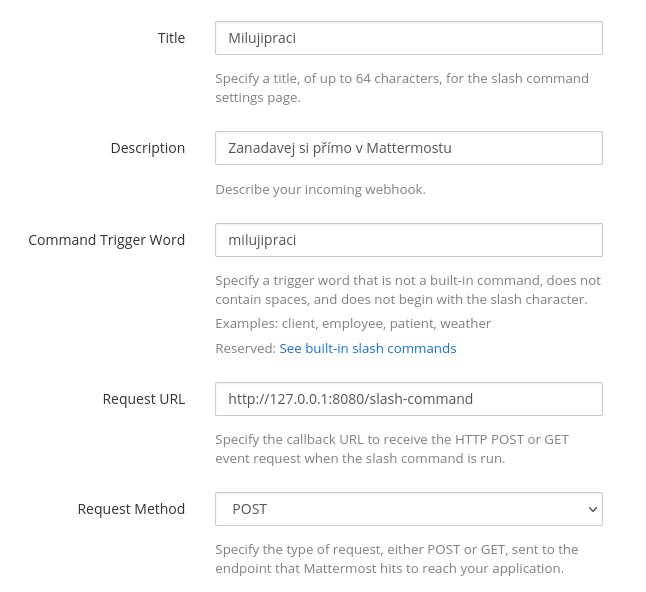 Title
Milujipraci
Specify a title, of up to 64 characters, for the slash command
settings page.
Description
Zanadavej si přímo v Mattermostu
Describe your incoming webhook.
Command Trigger Word
milujipraci
Specify a trigger word that is not a built-in command, does not
contain spaces, and does not begin with the slash character.
Examples: client, employee, patient, weather
Reserved: See built-in slash commands
Request URL
http://127.0.0.1:8080/slash-command
Specify the callback URL to receive the HTTP POST or GET
event request when the slash command is run.
Request Method
POST
Specify the type of request, either POST or GET, sent to the
endpoint that Mattermost hits to reach your application.